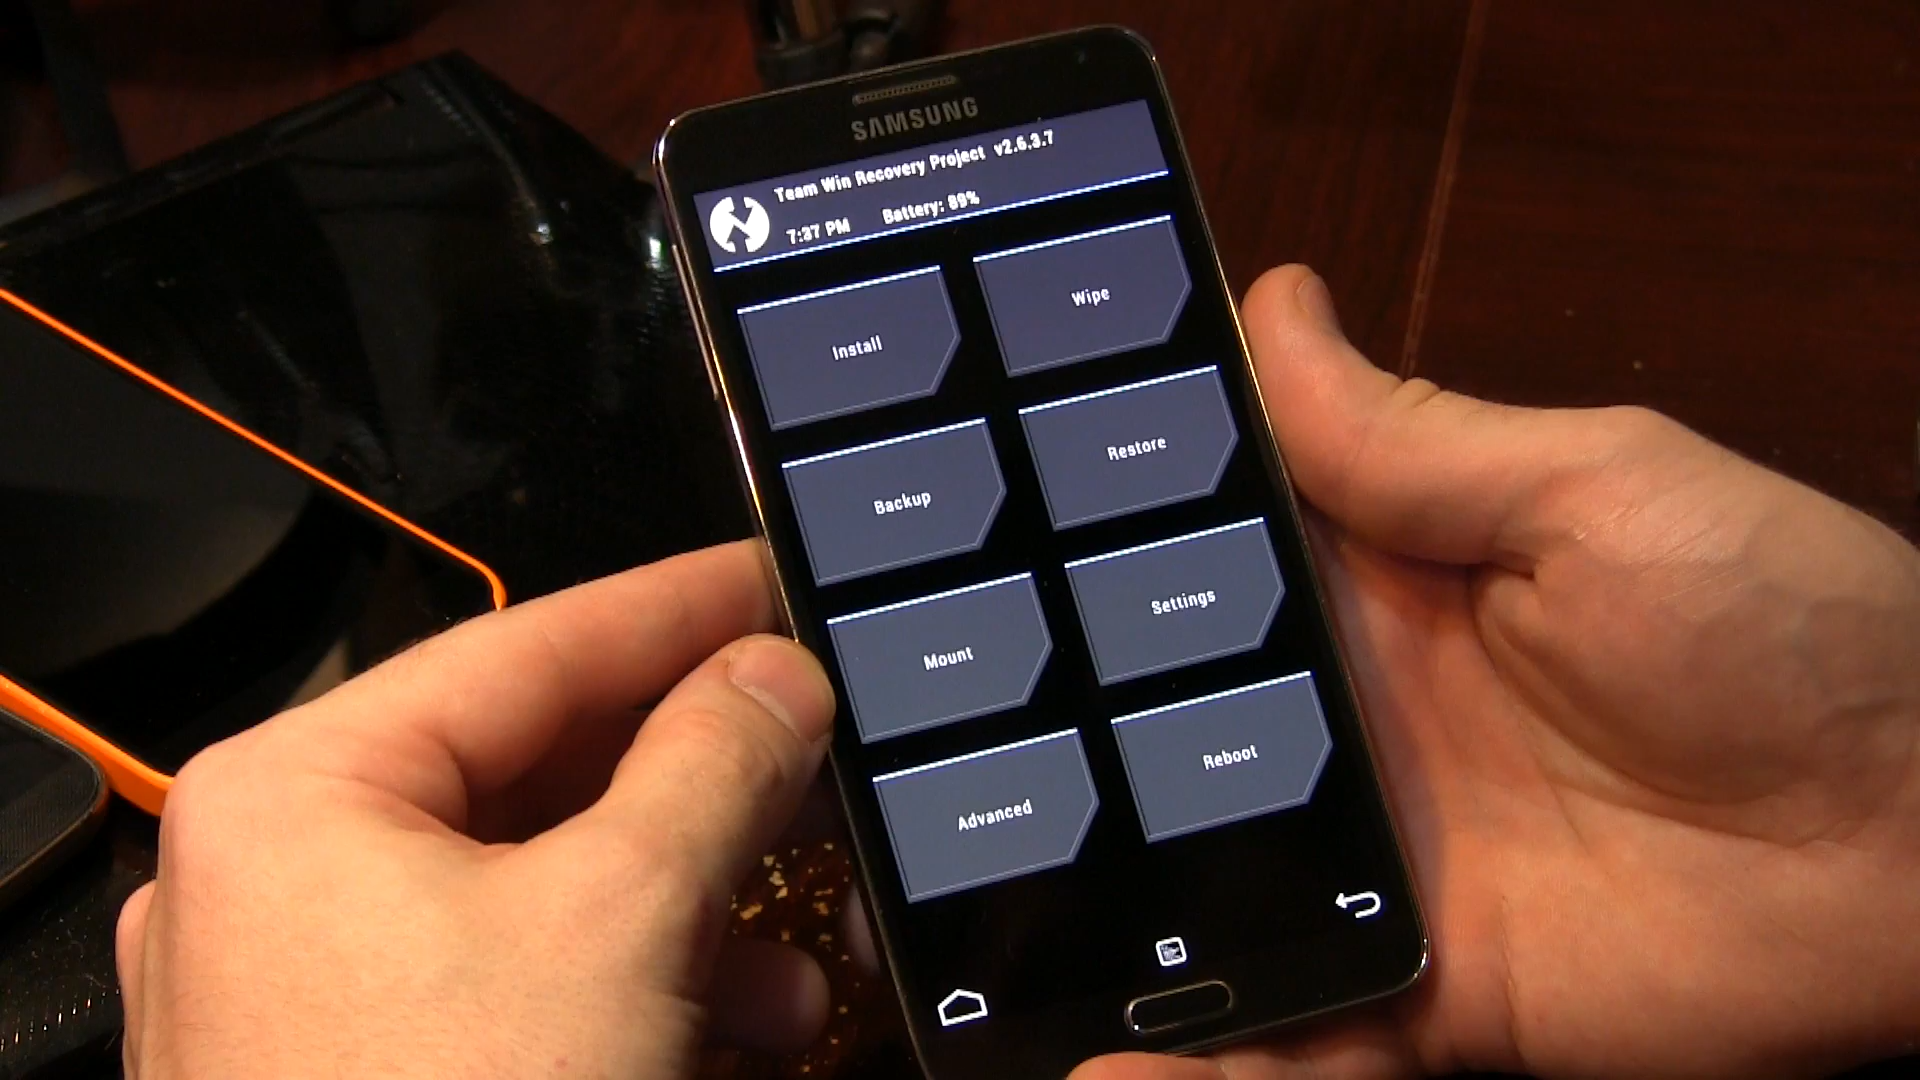 SAMSUNG
Team Win Recovery Project v2.6.3.7
7:37 PM Battery: 89%
Install
Wipe
Backup
Restore
Mount
Settings
Advanced
Reboot